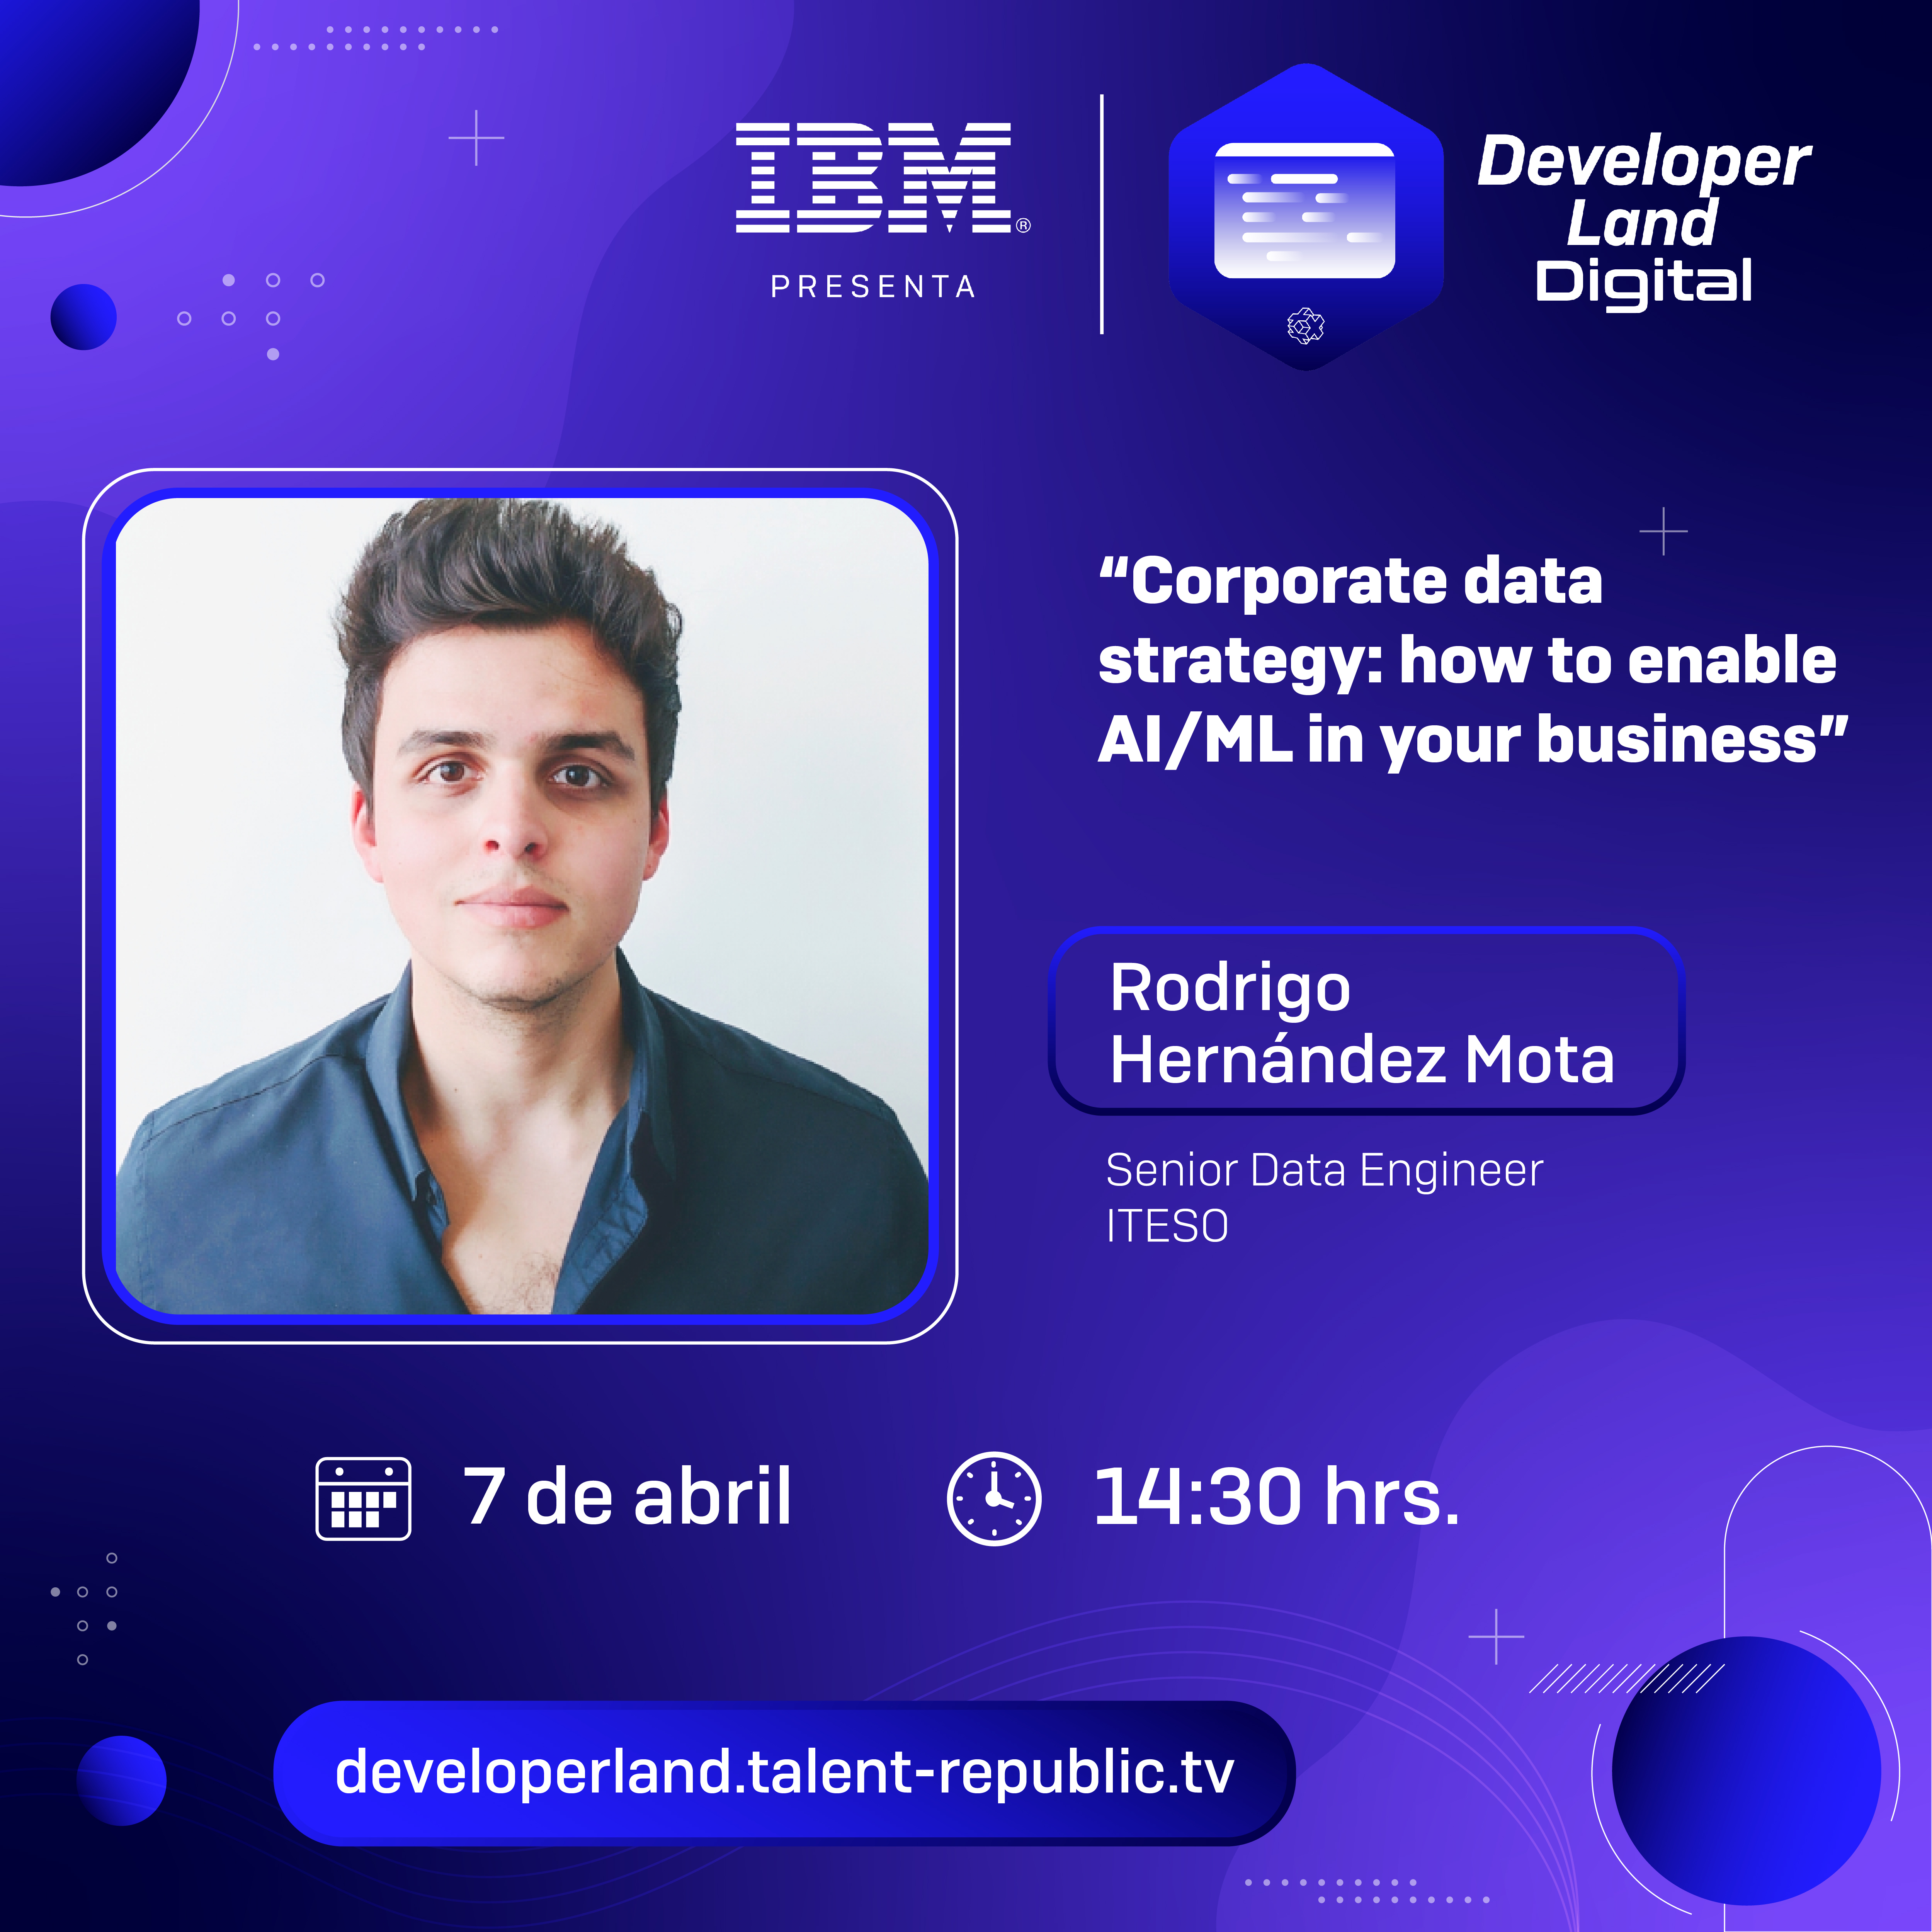 IBM®
PRESENTA
Developer
Land
Digital
“Corporate data
strategy: how to enable
AI/ML in your business”
Rodrigo
Hernández Mota
Senior Data Engineer
ITESO
7 de abril
14:30 hrs.
developerland.talent-republic.tv